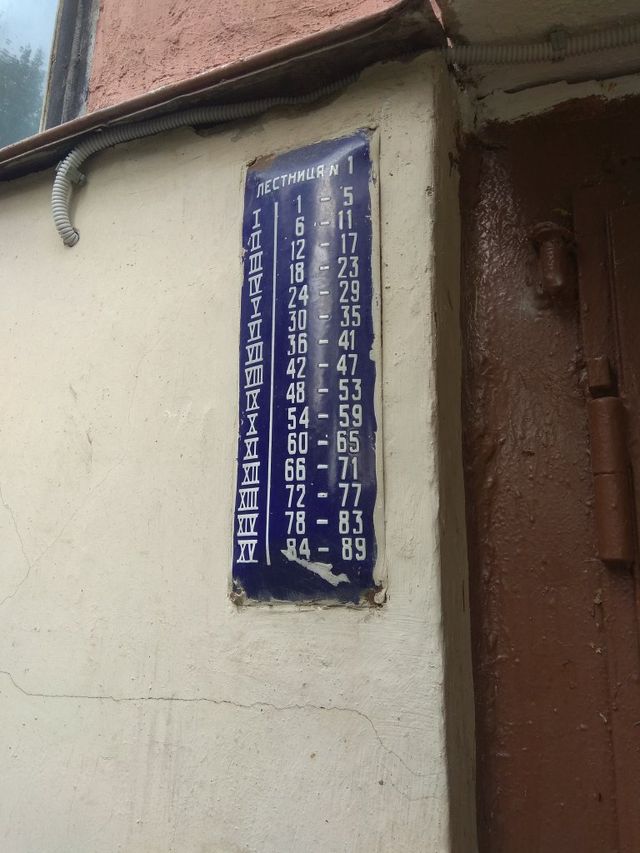 ЛЕСТНИЦА N 1
I 1 - 5
II 6 - 11
III 12 - 17
IV 18 - 23
V 24 - 29
VI 30 - 35
VII 36 - 41
VIII 42 - 47
IX 48 - 53
X 54 - 59
XI 60 - 65
XII 66 - 71
XIII 72 - 77
XIV 78 - 83
XV 84 - 89